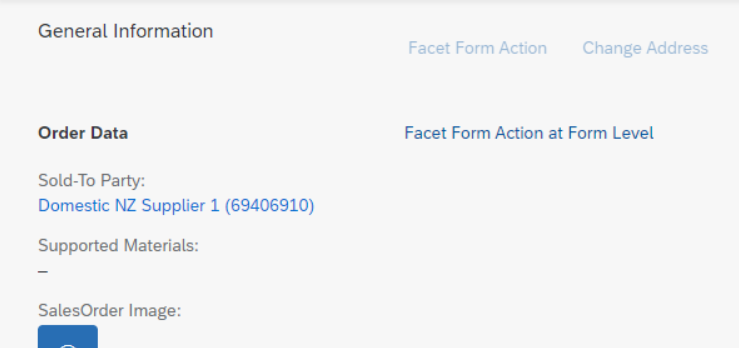 General Information
Facet Form Action Change Address
Order Data
Facet Form Action at Form Level
Sold-To Party:
Domestic NZ Supplier 1 (69406910)
Supported Materials:
–
SalesOrder Image: